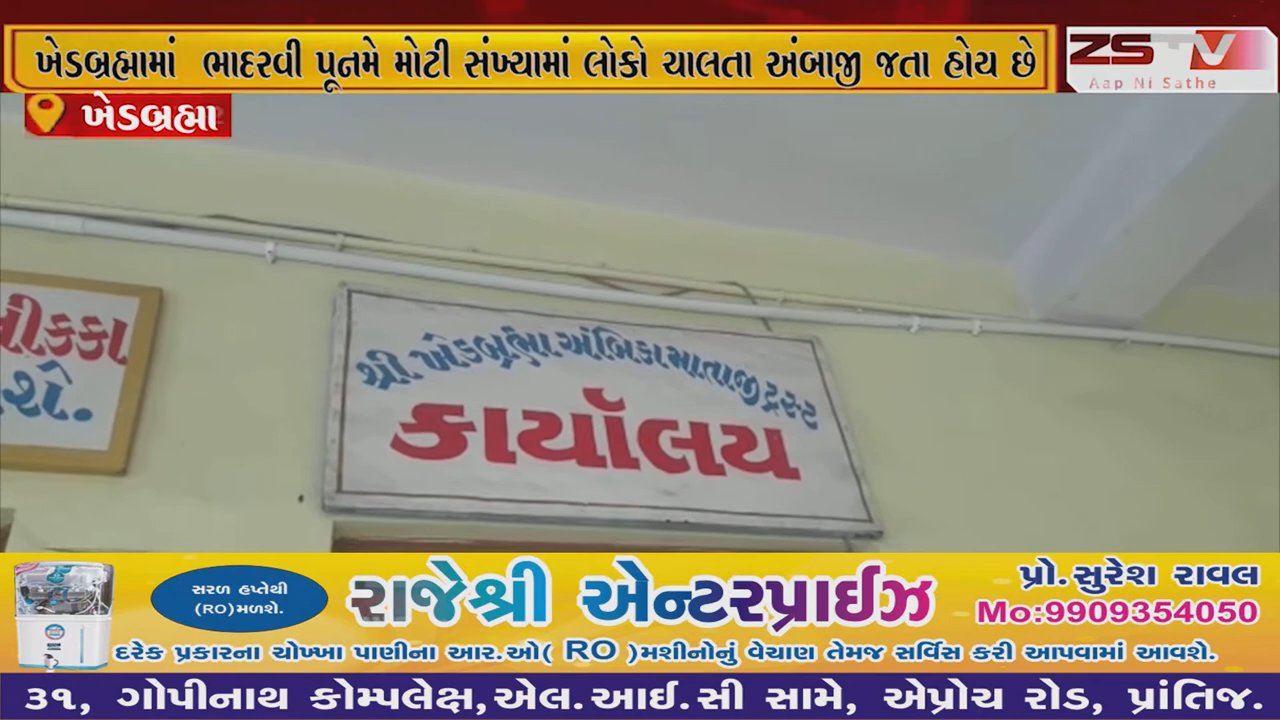 ખેડબ્રહ્મામાં ભાદરવી પૂનમે મોટી સંખ્યામાં લોકો ચાલતા અંબાજી જતા હોય છે
ZS TV
Aap Ni Sathe
ખેડબ્રહ્મા
શ્રી ખેડબ્રહ્મા અંબિકા માતાજી ટ્રસ્ટ
કાર્યાલય
શે.
સરળ હપ્તેથી
(RO) મળશે.
રાજેશ્રી એન્ટરપ્રાઈઝ
પ્રો.સુરેશ રાવલ
Mo:9909354050
દરેક પ્રકારના ચોખ્ખા પાણીના આર.ઓ( RO )મશીનોનું વેચાણ તેમજ સર્વિસ કરી આપવામાં આવશે.
૩૧, ગોપીનાથ કોમ્પલેક્ષ,એલ.આઈ.સી સામે, એપ્રોચ રોડ, પ્રાંતિજ.